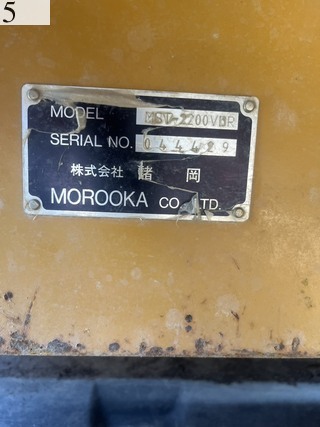 5
MODEL MST-2200VDR
SERIAL NO. 044429
株式会社 諸 岡
MOROOKA CO.,LTD.